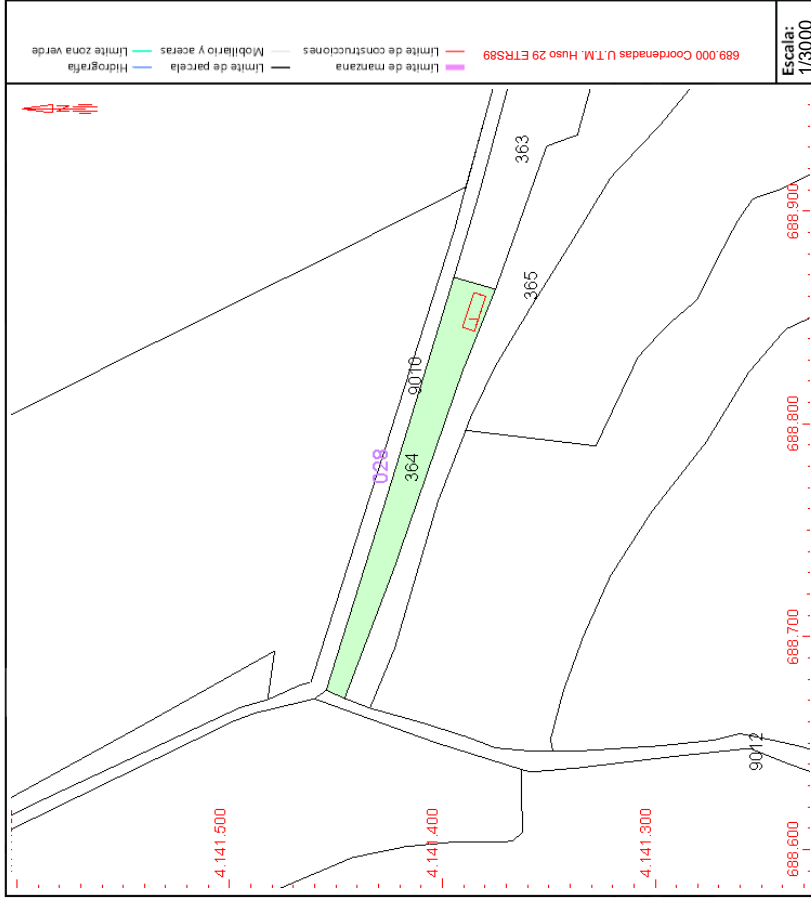 Límite de manzana
Límite de construcciones
Límite de parcela
Mobiliario y aceras
Hidrografía
Límite zona verde
689.000 Coordenadas U.T.M. Huso 29 ETRS89
Escala:
1/3000
N
363
365
9010
028
364
9012
4.141.500
4.141.400
4.141.300
688.900
688.800
688.700
688.600